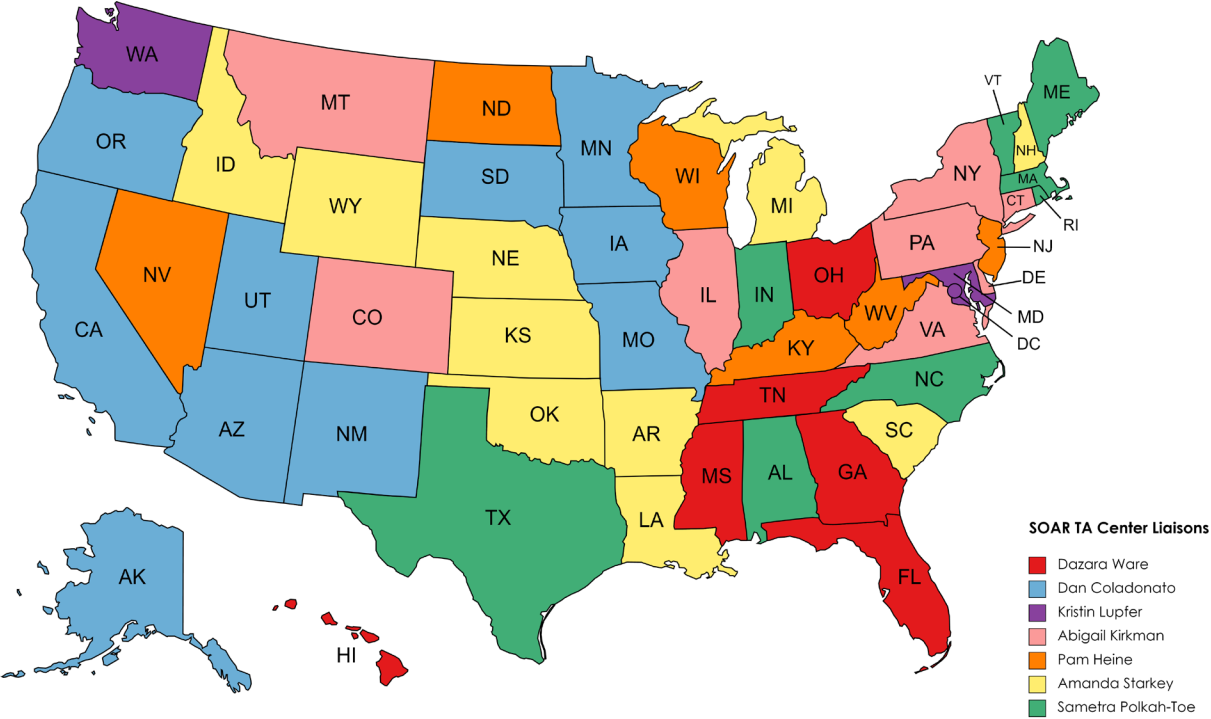 WA
VT
ME
MT
ND
OR
MN
ID
NH
WI
NY
SD
MA
CT
WY
MI
RI
IA
PA
NJ
NE
NV
OH
DE
UT
IL
IN
CO
WV
MD
CA
KS
MO
VA
DC
KY
NC
TN
OK
AZ
NM
AR
SC
MS
AL
GA
TX
LA
SOAR TA Center Liaisons
Dazara Ware
AK
FL
Dan Coladonato
Kristin Lupfer
Abigail Kirkman
HI
Pam Heine
Amanda Starkey
Sametra Polkah-Toe